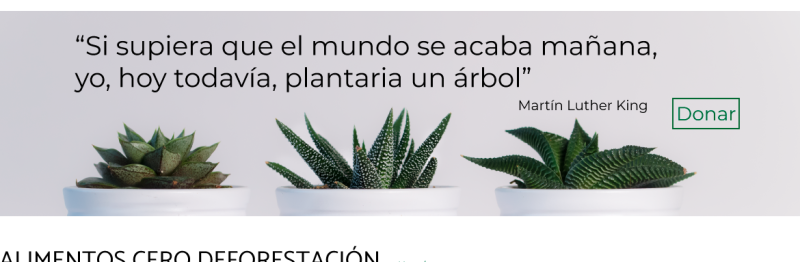 “Si supiera que el mundo se acaba mañana,
yo, hoy todavía, plantaria un árbol”
Martín Luther King
Donar
ALIMENTOS CERO DEFORESTACIÓN